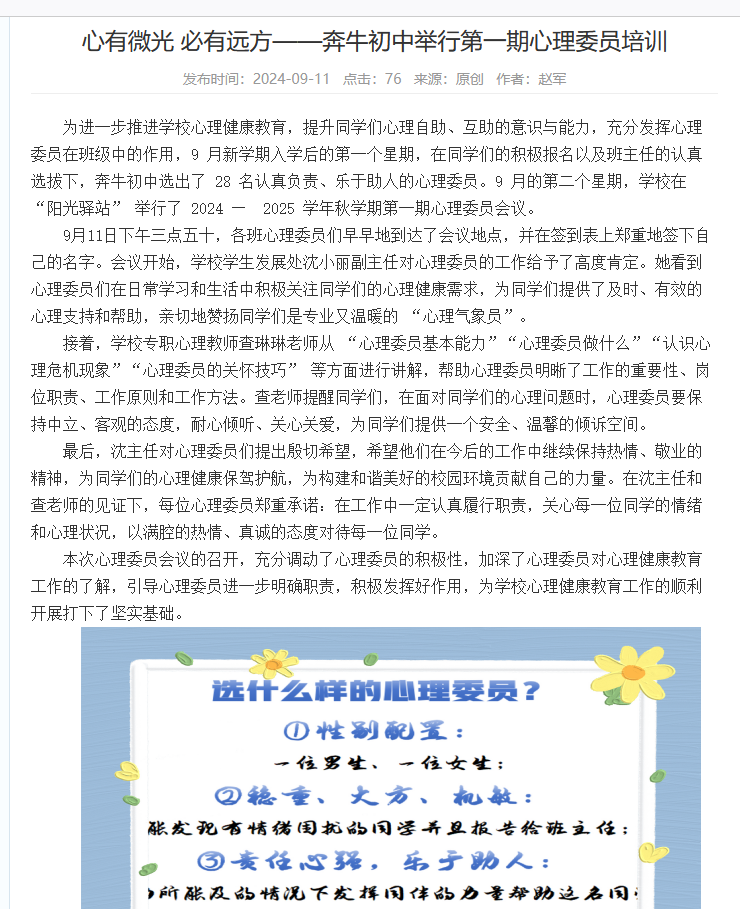 心有微光 必有远方——奔牛初中举行第一期心理委员培训
发布时间：2024-09-11 点击：76 来源：原创 作者：赵军
为进一步推进学校心理健康教育，提升同学们心理自助、互助的意识与能力，充分发挥心理
委员在班级中的作用，9 月新学期入学后的第一个星期，在同学们的积极报名以及班主任的认真
选拔下，奔牛初中选出了 28 名认真负责、乐于助人的心理委员。9 月的第二个星期，学校在
“阳光驿站” 举行了 2024 — 2025 学年秋学期第一期心理委员会议。
9月11日下午三点五十，各班心理委员们早早地到达了会议地点，并在签到表上郑重地签下自
己的名字。会议开始，学校学生发展处沈小丽副主任对心理委员的工作给予了高度肯定。她看到
心理委员们在日常学习和生活中积极关注同学们的心理健康需求，为同学们提供了及时、有效的
心理支持和帮助，亲切地赞扬同学们是专业又温暖的 “心理气象员”。
接着，学校专职心理教师查琳琳老师从 “心理委员基本能力”“心理委员做什么”“认识心
理危机现象”“心理委员的关怀技巧” 等方面进行讲解，帮助心理委员明晰了工作的重要性、岗
位职责、工作原则和工作方法。查老师提醒同学们，在面对同学们的心理问题时，心理委员要保
持中立、客观的态度，耐心倾听、关心关爱，为同学们提供一个安全、温馨的倾诉空间。
最后，沈主任对心理委员们提出殷切希望，希望他们在今后的工作中继续保持热情、敬业的
精神，为同学们的心理健康保驾护航，为构建和谐美好的校园环境贡献自己的力量。在沈主任和
查老师的见证下，每位心理委员郑重承诺：在工作中一定认真履行职责，关心每一位同学的情绪
和心理状况，以满腔的热情、真诚的态度对待每一位同学。
本次心理委员会议的召开，充分调动了心理委员的积极性，加深了心理委员对心理健康教育
工作的了解，引导心理委员进一步明确职责，积极发挥好作用，为学校心理健康教育工作的顺利
开展打下了坚实基础。
选什么样的心理委员？
①性别配置：
一位男生、一位女生；
②稳重、大方、机敏：
能发现有情绪困扰的同学并且报告给班主任；
③责任心强，乐于助人：
所能及的情况下发挥同伴的力量帮助这名同